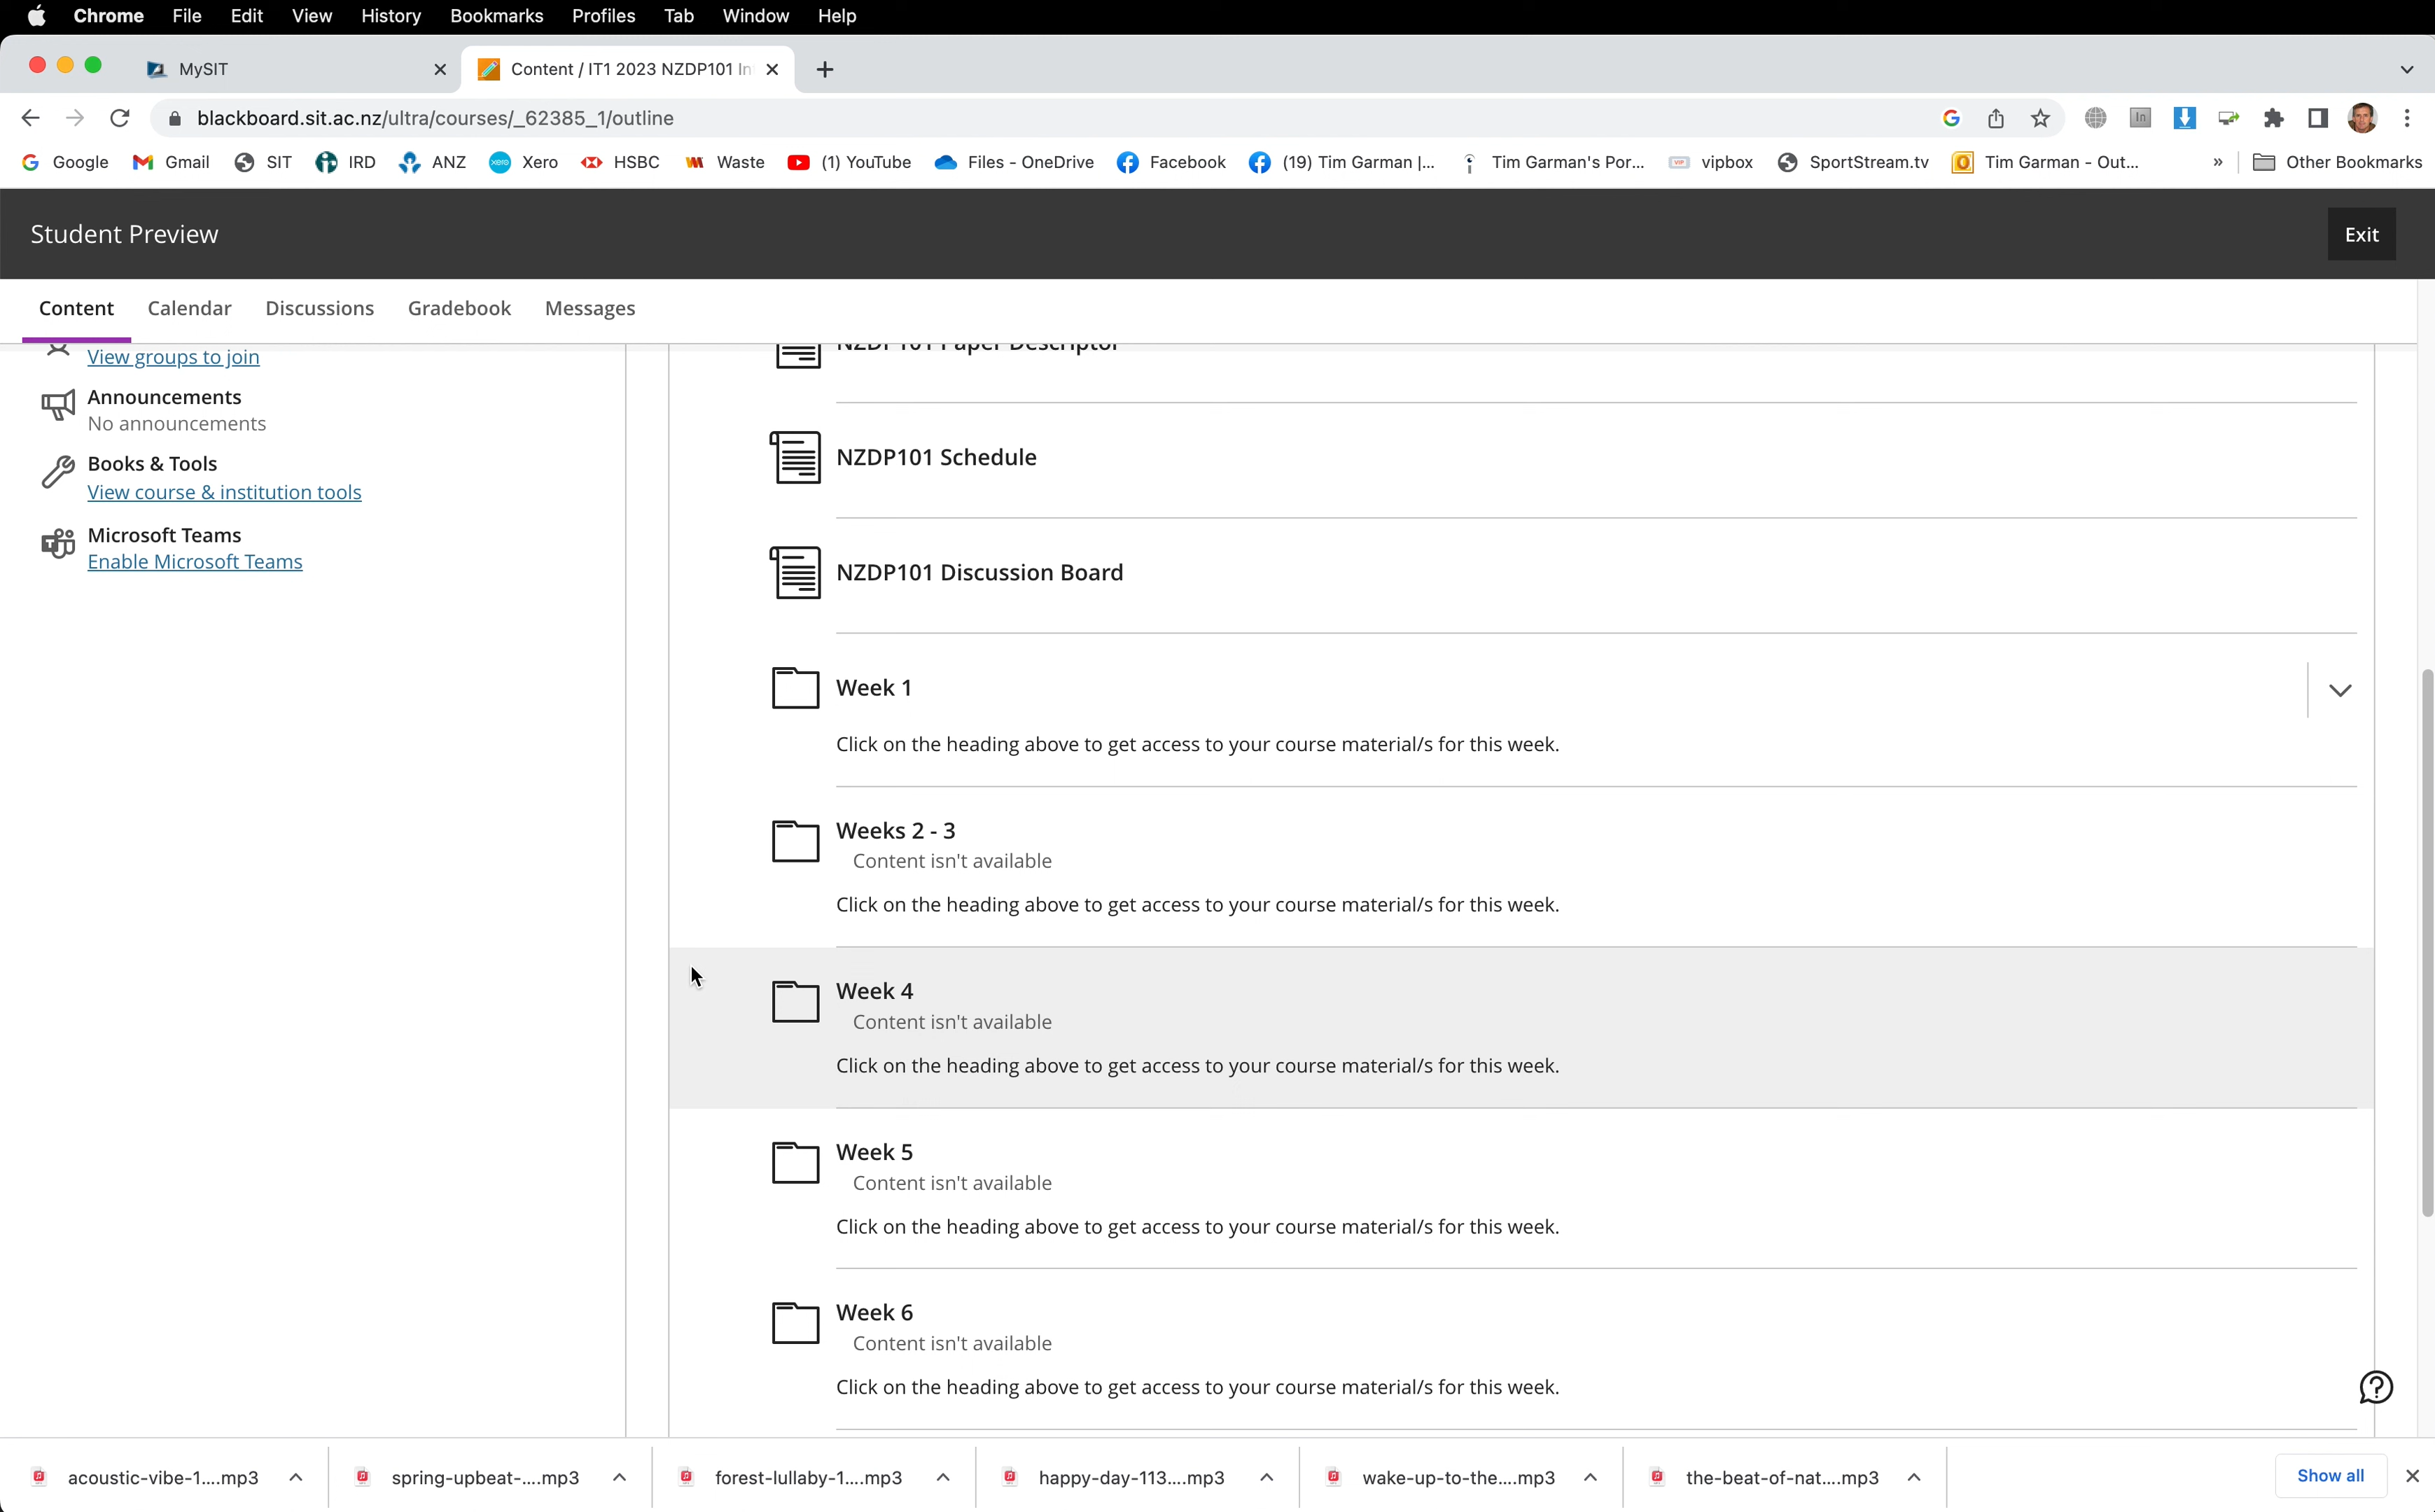 Chrome File Edit View History Bookmarks Profiles Tab Window Help
MySIT
Content / IT1 2023 NZDP101 In
blackboard.sit.ac.nz/ultra/courses/_62385_1/outline
Google Gmail SIT IRD ANZ Xero HSBC Waste (1) YouTube Files - OneDrive Facebook (19) Tim Garman |... Tim Garman's Por... vipbox SportStream.tv Tim Garman - Out... » Other Bookmarks
Student Preview
Exit
Content Calendar Discussions Gradebook Messages
View groups to join
Announcements
No announcements
Books & Tools
View course & institution tools
Microsoft Teams
Enable Microsoft Teams
NZDP101 Paper Descriptor
NZDP101 Schedule
NZDP101 Discussion Board
Week 1
Click on the heading above to get access to your course material/s for this week.
Weeks 2 - 3
Content isn't available
Click on the heading above to get access to your course material/s for this week.
Week 4
Content isn't available
Click on the heading above to get access to your course material/s for this week.
Week 5
Content isn't available
Click on the heading above to get access to your course material/s for this week.
Week 6
Content isn't available
Click on the heading above to get access to your course material/s for this week.
acoustic-vibe-1....mp3 spring-upbeat-....mp3 forest-lullaby-1....mp3 happy-day-113....mp3 wake-up-to-the....mp3 the-beat-of-nat....mp3 Show all